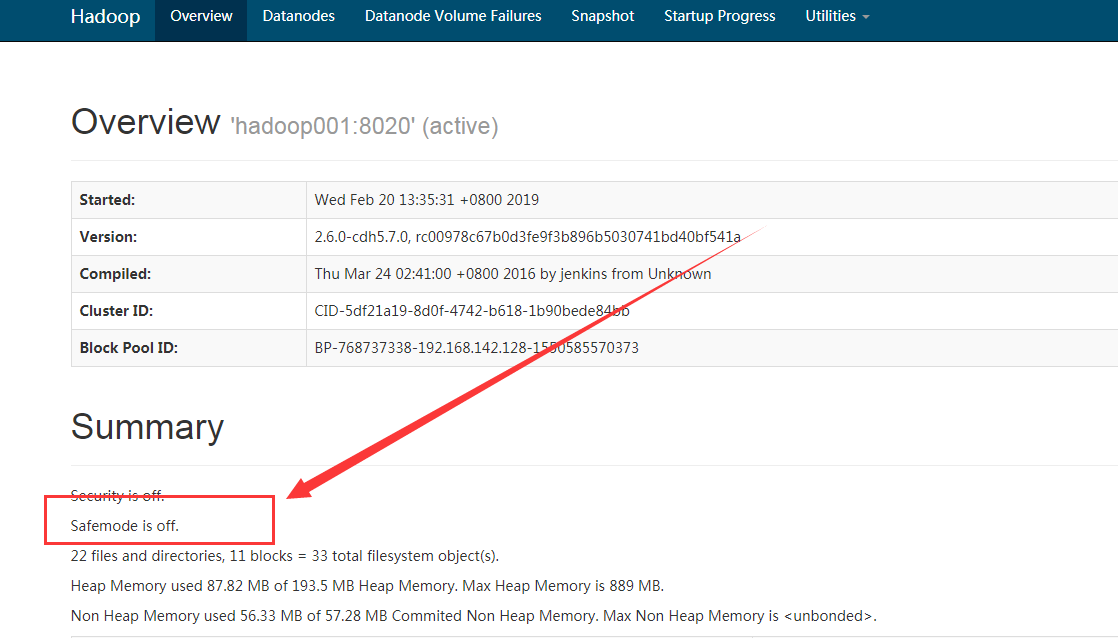 Hadoop Overview Datanodes Datanode Volume Failures Snapshot Startup Progress Utilities
Overview 'hadoop001:8020' (active)
Started: Wed Feb 20 13:35:31 +0800 2019
Version: 2.6.0-cdh5.7.0, rc00978c67b0d3fe9f3b896b5030741bd40bf541a
Compiled: Thu Mar 24 02:41:00 +0800 2016 by jenkins from Unknown
Cluster ID: CID-5df21a19-8d0f-4742-b618-1b90bede84bb
Block Pool ID: BP-768737338-192.168.142.128-1550585570373
Summary
Security is off.
Safemode is off.
22 files and directories, 11 blocks = 33 total filesystem object(s).
Heap Memory used 87.82 MB of 193.5 MB Heap Memory. Max Heap Memory is 889 MB.
Non Heap Memory used 56.33 MB of 57.28 MB Commited Non Heap Memory. Max Non Heap Memory is <unbonded>.